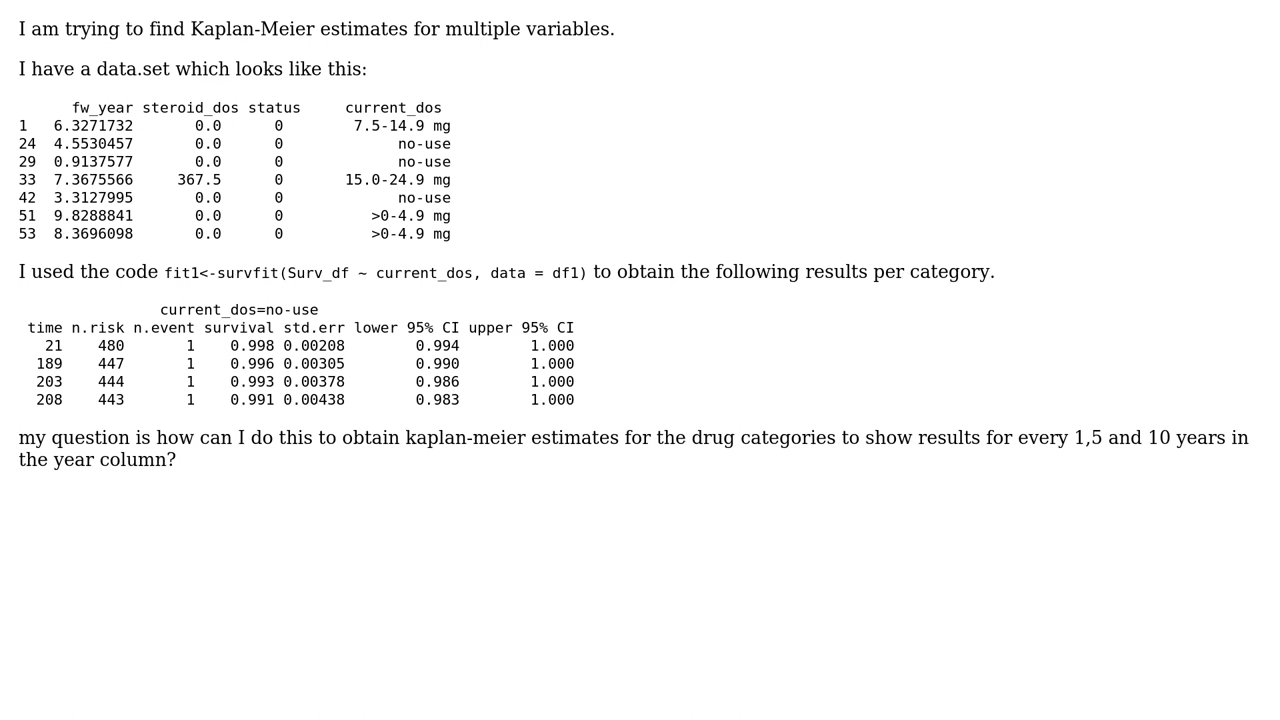 I am trying to find Kaplan-Meier estimates for multiple variables.
I have a data.set which looks like this:
      fw_year steroid_dos status     current_dos
1   6.3271732       0.0      0        7.5-14.9 mg
24  4.5530457       0.0      0             no-use
29  0.9137577       0.0      0             no-use
33  7.3675566     367.5      0       15.0-24.9 mg
42  3.3127995       0.0      0             no-use
51  9.8288841       0.0      0          >0-4.9 mg
53  8.3696098       0.0      0          >0-4.9 mg
I used the code fit1<-survfit(Surv_df ~ current_dos, data = df1) to obtain the following results per category.
                current_dos=no-use
 time n.risk n.event survival std.err lower 95% CI upper 95% CI
   21    480       1    0.998 0.00208        0.994        1.000
  189    447       1    0.996 0.00305        0.990        1.000
  203    444       1    0.993 0.00378        0.986        1.000
  208    443       1    0.991 0.00438        0.983        1.000
my question is how can I do this to obtain kaplan-meier estimates for the drug categories to show results for every 1,5 and 10 years in
the year column?